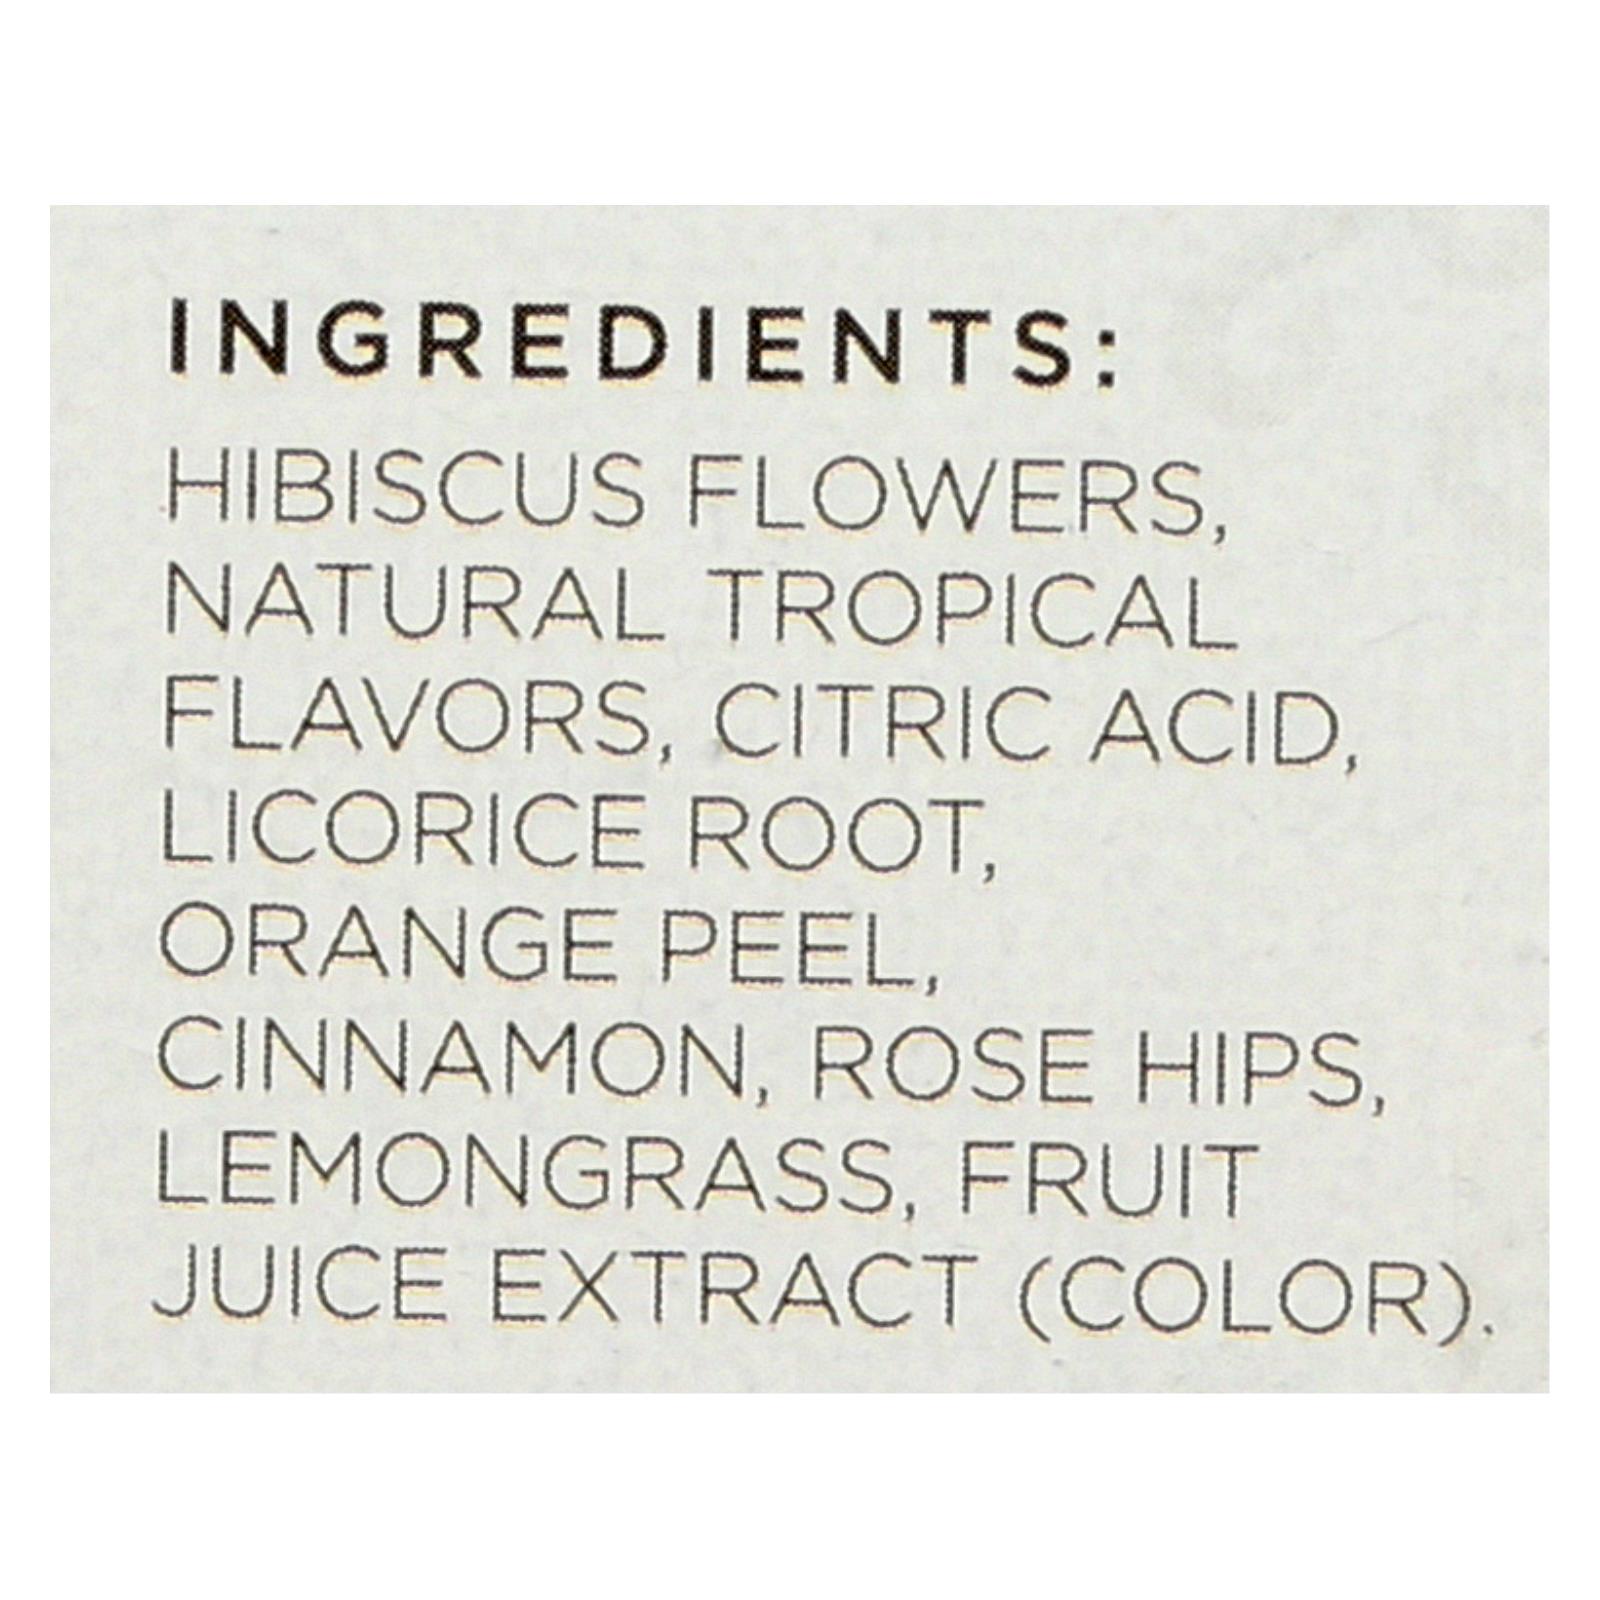 INGREDIENTS:
HIBISCUS FLOWERS,
NATURAL TROPICAL
FLAVORS, CITRIC ACID,
LICORICE ROOT,
ORANGE PEEL,
CINNAMON, ROSE HIPS,
LEMONGRASS, FRUIT
JUICE EXTRACT (COLOR).